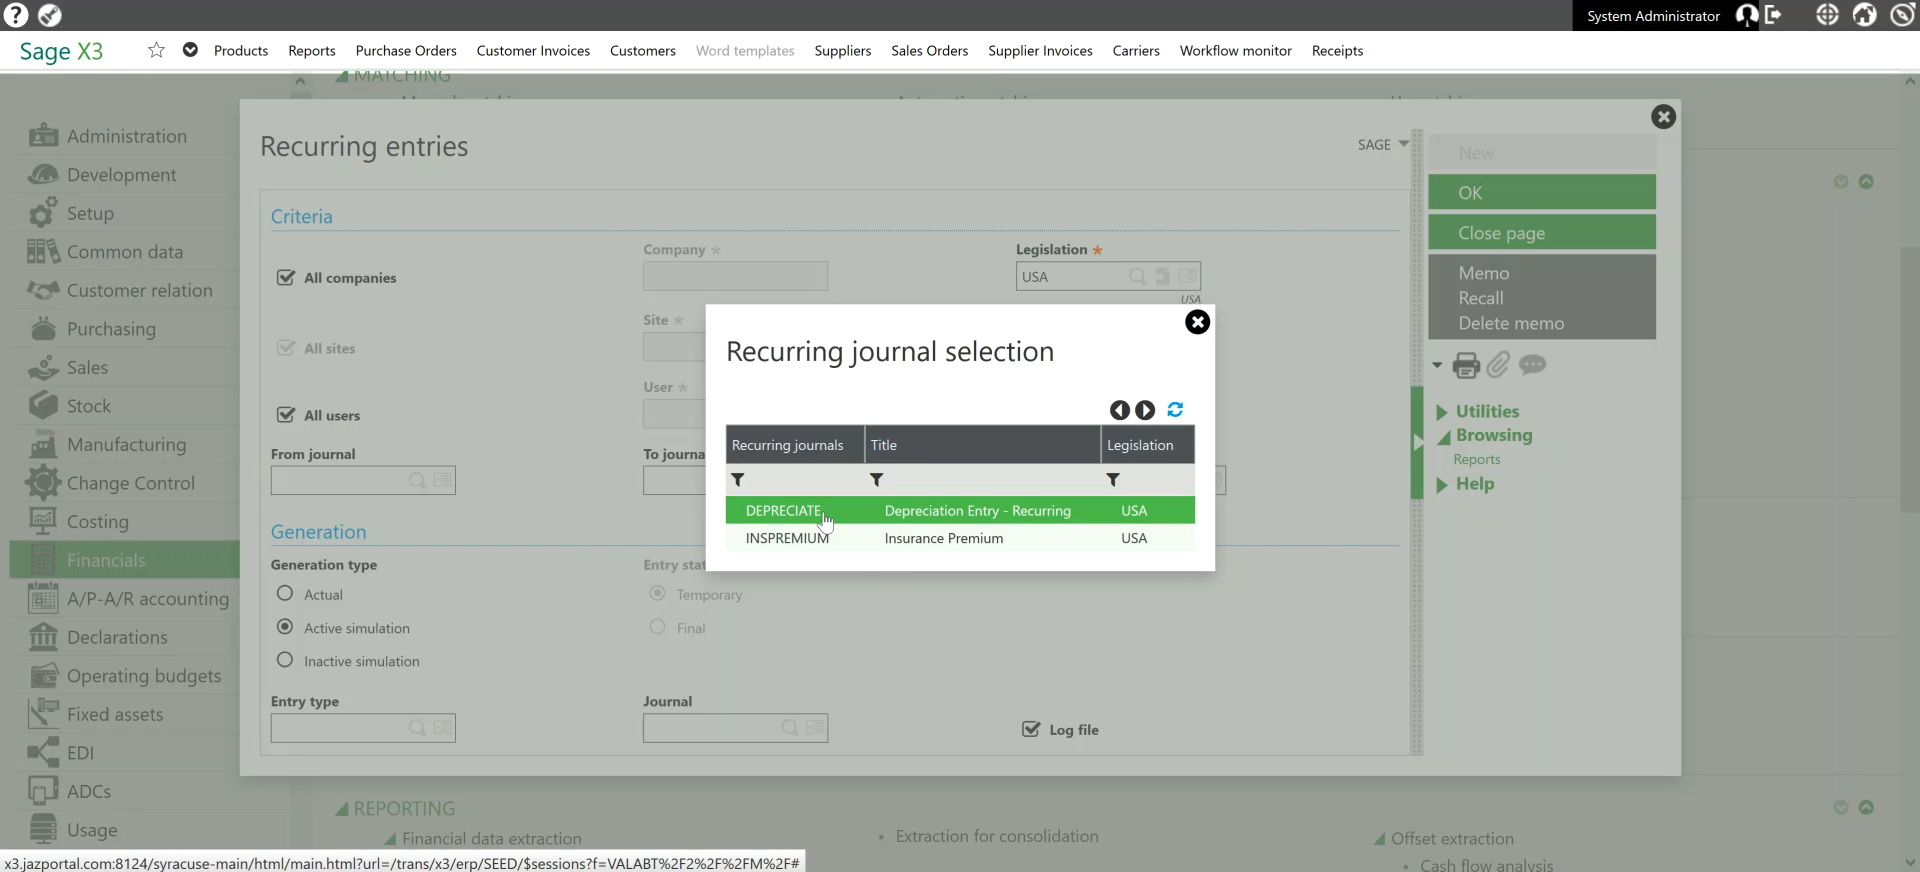 ?
System Administrator
Sage X3
Products
Reports
Purchase Orders
Customer Invoices
Customers
Word templates
Suppliers
Sales Orders
Supplier Invoices
Carriers
Workflow monitor
Receipts
MATCHING
Administration
Development
Setup
Common data
Customer relation
Purchasing
Sales
Stock
Manufacturing
Change Control
Costing
Financials
A/P-A/R accounting
Declarations
Operating budgets
Fixed assets
EDI
ADCs
Usage
Recurring entries
SAGE
Criteria
All companies
Company *
Legislation *
USA
USA
All sites
Site *
All users
User *
From journal
To journa
Generation
Generation type
Actual
Active simulation
Inactive simulation
Entry stat
Temporary
Final
Entry type
Journal
Log file
Recurring journal selection
Recurring journals Title Legislation
DEPRECIATE Depreciation Entry - Recurring USA
INSPREMIUM Insurance Premium USA
New
OK
Close page
Memo
Recall
Delete memo
Utilities
Browsing
Reports
Help
REPORTING
Financial data extraction
• Extraction for consolidation
Offset extraction
• Cash flow analysis
x3.jazportal.com:8124/syracuse-main/html/main.html?url=/trans/x3/erp/SEED/$sessions?f=VALABT%2F2%2F%2FM%2F#